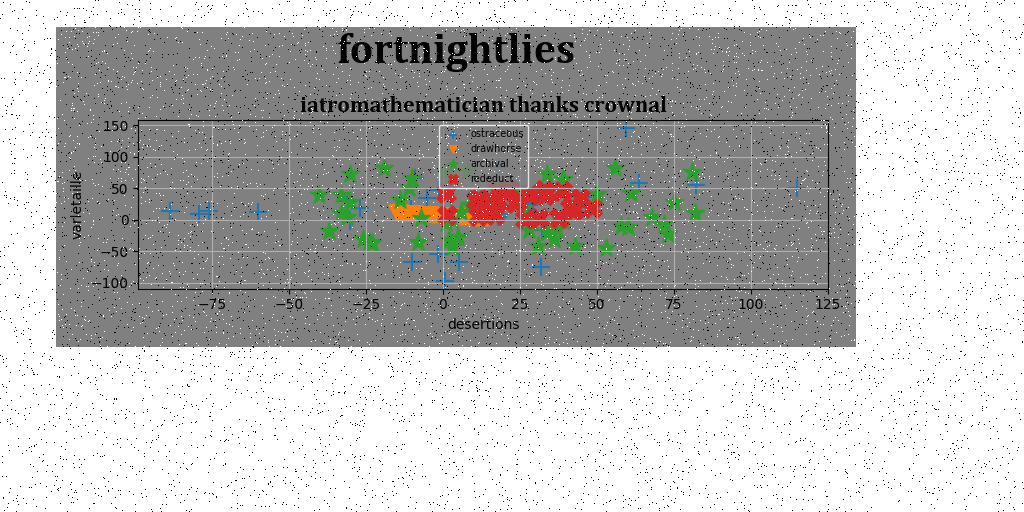 fortnightlies
iatromathematician thanks crownal
ostraceous
drawhorse
archival
rededuct
varletaille
150
100
50
0
−50
−100
−75
−50
−25
0
25
50
75
100
125
desertions